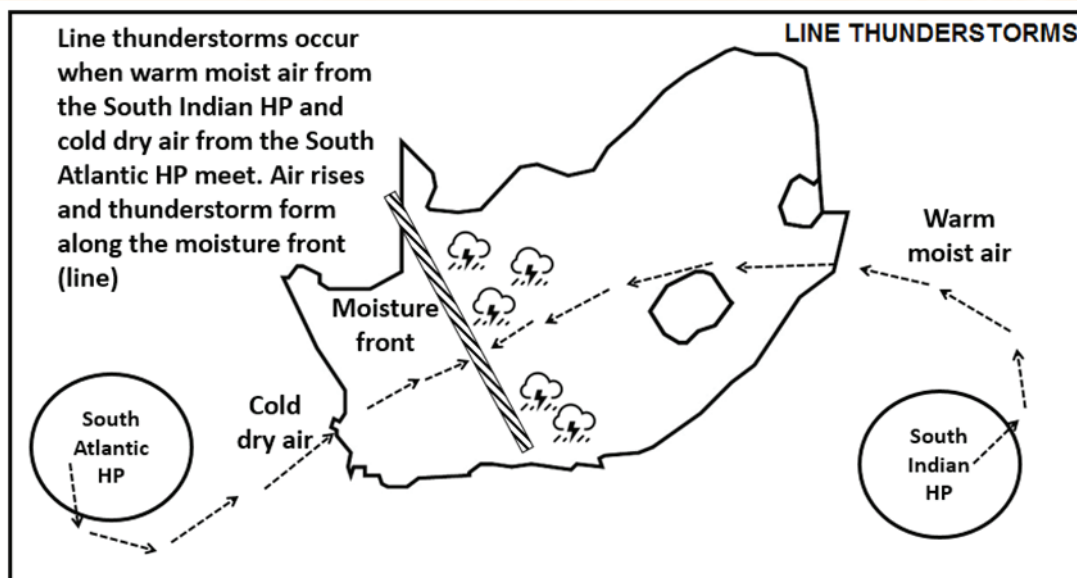 LINE THUNDERSTORMS
Line thunderstorms occur
when warm moist air from
the South Indian HP and
cold dry air from the South
Atlantic HP meet. Air rises
and thunderstorm form
along the moisture front
(line)
Warm
moist air
Moisture
front
Cold
dry air
South
Atlantic
HP
South
Indian
HP